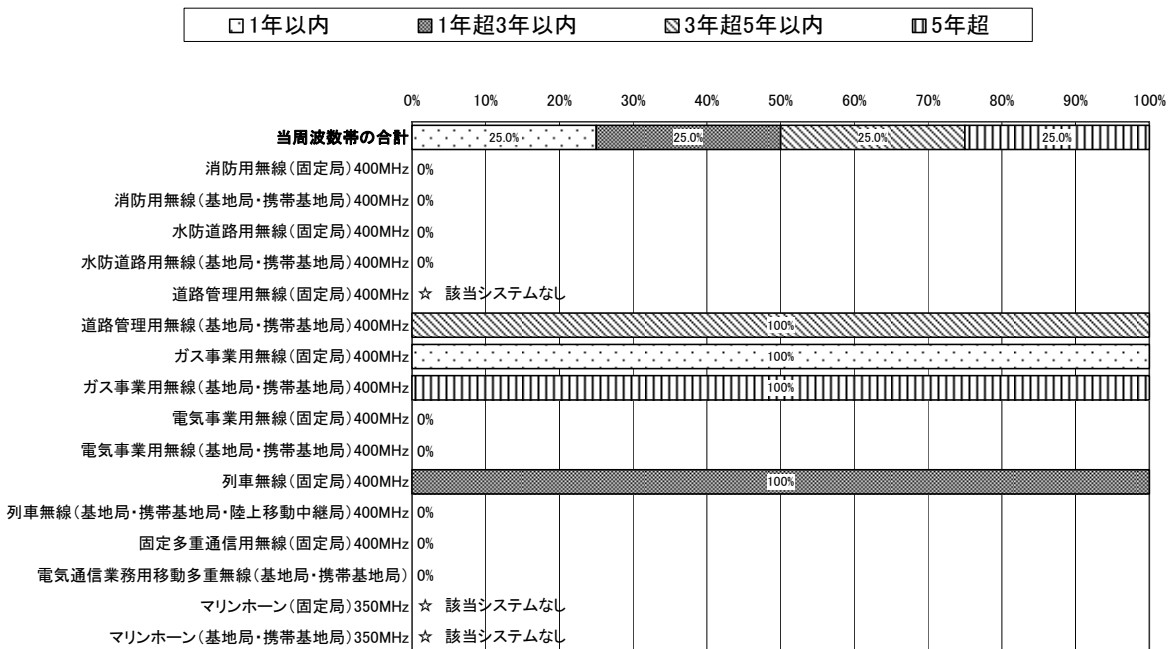 1年以内 1年超3年以内 3年超5年以内 5年超
0% 10% 20% 30% 40% 50% 60% 70% 80% 90% 100%
当周波数帯の合計 25.0% 25.0% 25.0% 25.0%
消防用無線(固定局)400MHz 0%
消防用無線(基地局・携帯基地局)400MHz 0%
水防道路用無線(固定局)400MHz 0%
水防道路用無線(基地局・携帯基地局)400MHz 0%
道路管理用無線(固定局)400MHz ☆ 該当システムなし
道路管理用無線(基地局・携帯基地局)400MHz 100%
ガス事業用無線(固定局)400MHz 100%
ガス事業用無線(基地局・携帯基地局)400MHz 100%
電気事業用無線(固定局)400MHz 0%
電気事業用無線(基地局・携帯基地局)400MHz 0%
列車無線(固定局)400MHz 100%
列車無線(基地局・携帯基地局・陸上移動中継局)400MHz 0%
固定多重通信用無線(固定局)400MHz 0%
電気通信業務用移動多重無線(基地局・携帯基地局) 0%
マリンホーン(固定局)350MHz ☆ 該当システムなし
マリンホーン(基地局・携帯基地局)350MHz ☆ 該当システムなし